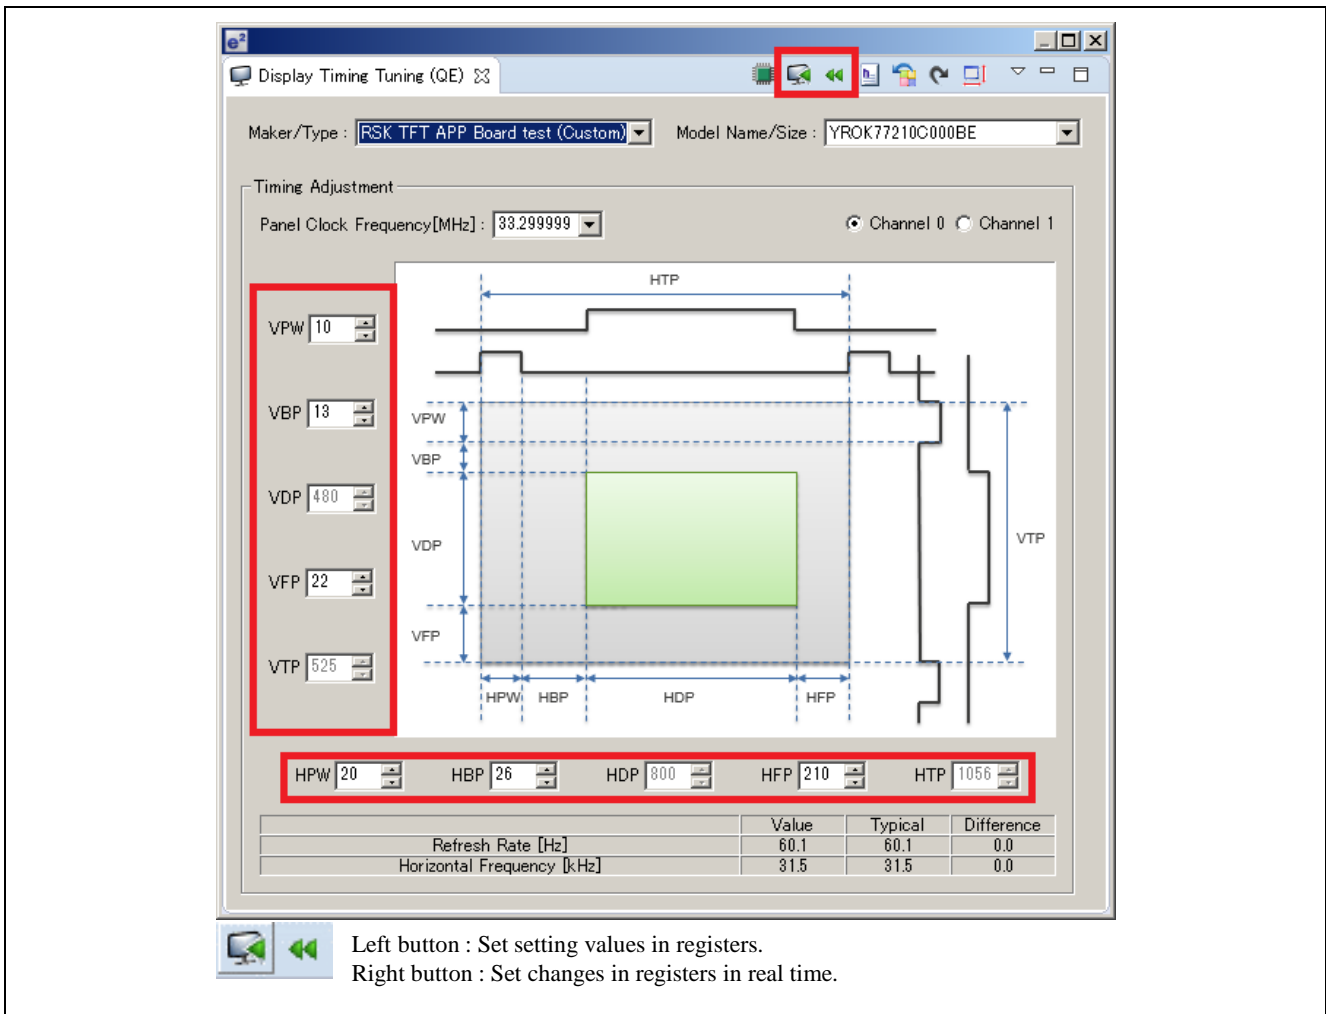 e²
Display Timing Tuning (QE)
Maker/Type : RSK TFT APP Board test (Custom) Model Name/Size : YROK77210C000BE
Timing Adjustment
Panel Clock Frequency[MHz] : 33.299999 Channel 0 Channel 1
HTP
VPW 10
VBP 13
VPW
VBP
VDP 480
VDP
VTP
VFP 22
VFP
VTP 525
HPW HBP HDP HFP
HPW 20 HBP 26 HDP 800 HFP 210 HTP 1056
Value Typical Difference
Refresh Rate [Hz] 60.1 60.1 0.0
Horizontal Frequency [kHz] 31.5 31.5 0.0
Left button : Set setting values in registers.
Right button : Set changes in registers in real time.